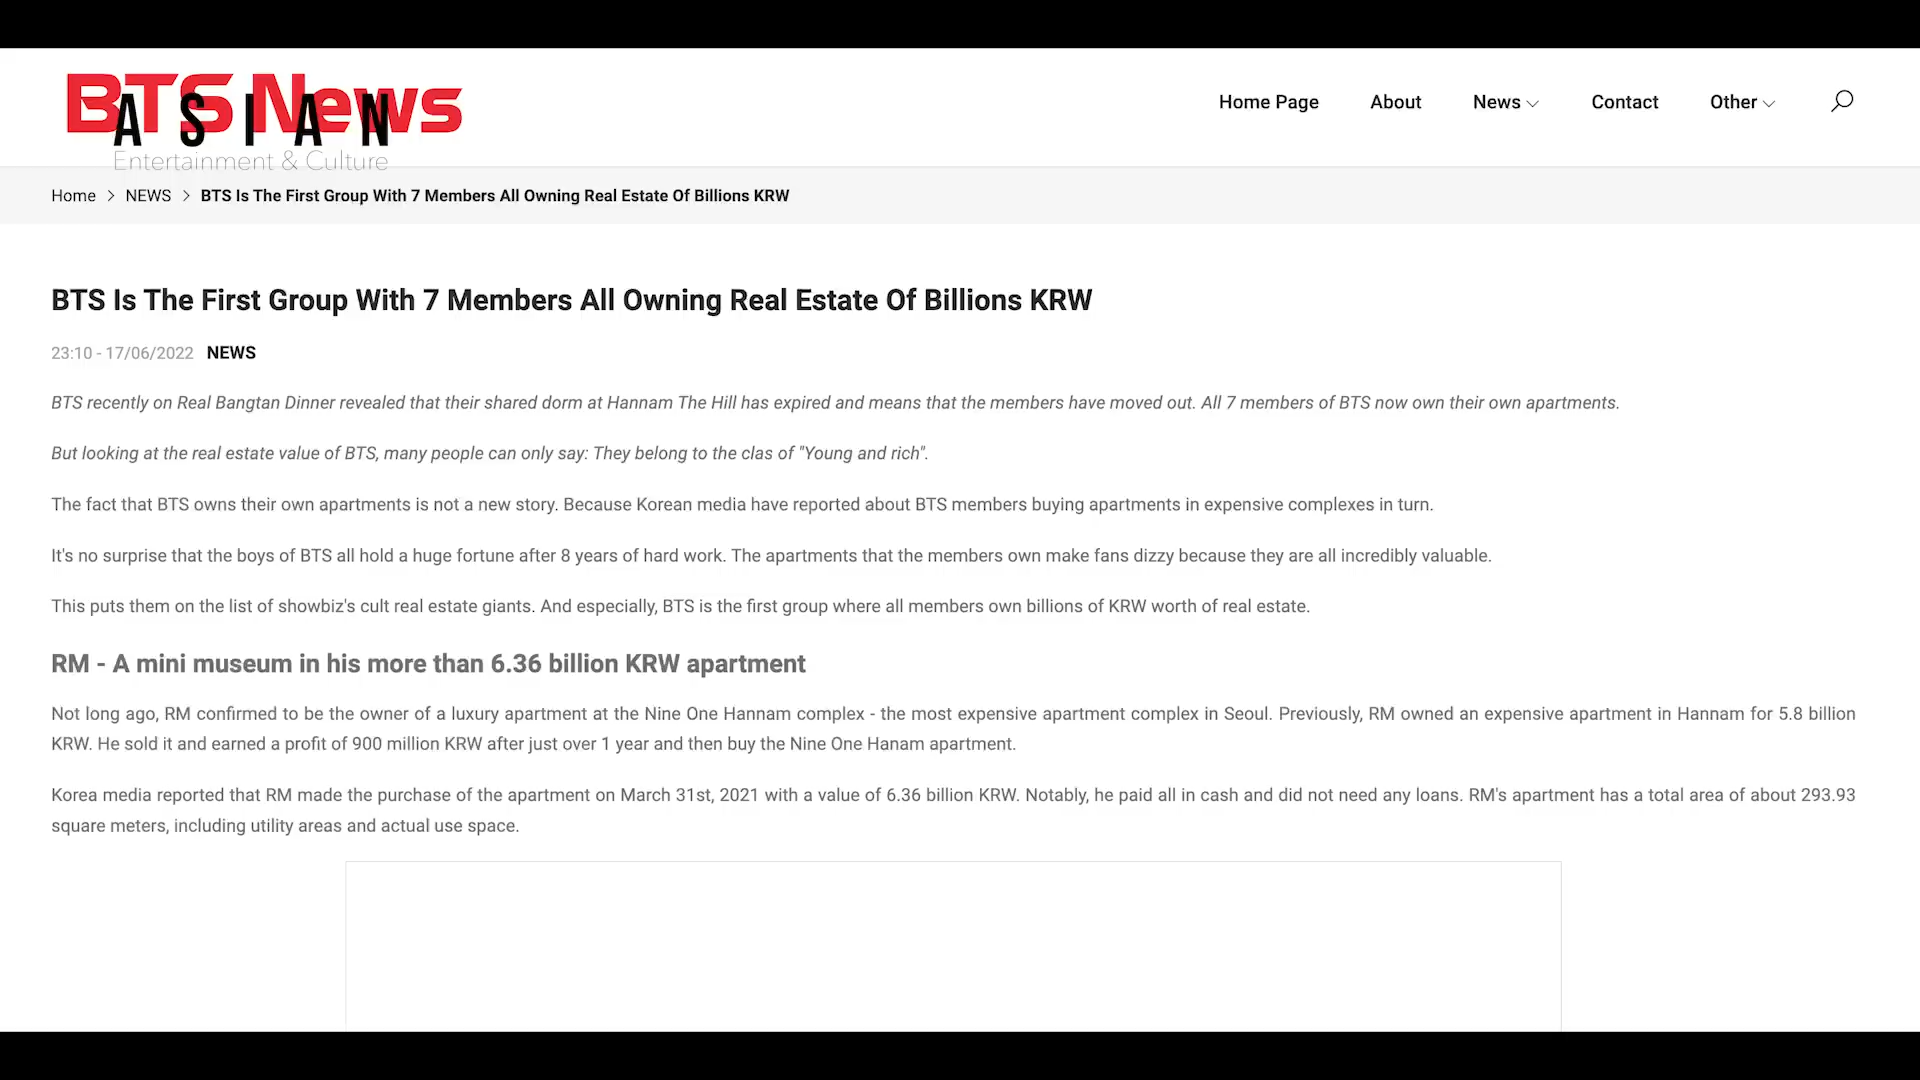 BTS News
ASIAN
Entertainment & Culture
Home Page About News Contact Other
Home > NEWS > BTS Is The First Group With 7 Members All Owning Real Estate Of Billions KRW
BTS Is The First Group With 7 Members All Owning Real Estate Of Billions KRW
23:10 - 17/06/2022 NEWS
BTS recently on Real Bangtan Dinner revealed that their shared dorm at Hannam The Hill has expired and means that the members have moved out. All 7 members of BTS now own their own apartments.
But looking at the real estate value of BTS, many people can only say: They belong to the clas of "Young and rich".
The fact that BTS owns their own apartments is not a new story. Because Korean media have reported about BTS members buying apartments in expensive complexes in turn.
It's no surprise that the boys of BTS all hold a huge fortune after 8 years of hard work. The apartments that the members own make fans dizzy because they are all incredibly valuable.
This puts them on the list of showbiz's cult real estate giants. And especially, BTS is the first group where all members own billions of KRW worth of real estate.
RM - A mini museum in his more than 6.36 billion KRW apartment
Not long ago, RM confirmed to be the owner of a luxury apartment at the Nine One Hannam complex - the most expensive apartment complex in Seoul. Previously, RM owned an expensive apartment in Hannam for 5.8 billion
KRW. He sold it and earned a profit of 900 million KRW after just over 1 year and then buy the Nine One Hanam apartment.
Korea media reported that RM made the purchase of the apartment on March 31st, 2021 with a value of 6.36 billion KRW. Notably, he paid all in cash and did not need any loans. RM's apartment has a total area of about 293.93
square meters, including utility areas and actual use space.